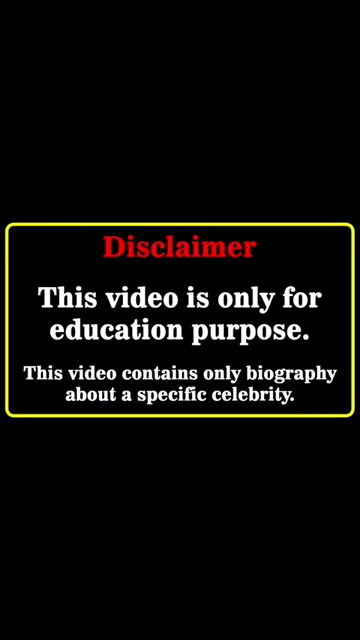 Disclaimer
This video is only for
education purpose.
This video contains only biography
about a specific celebrity.